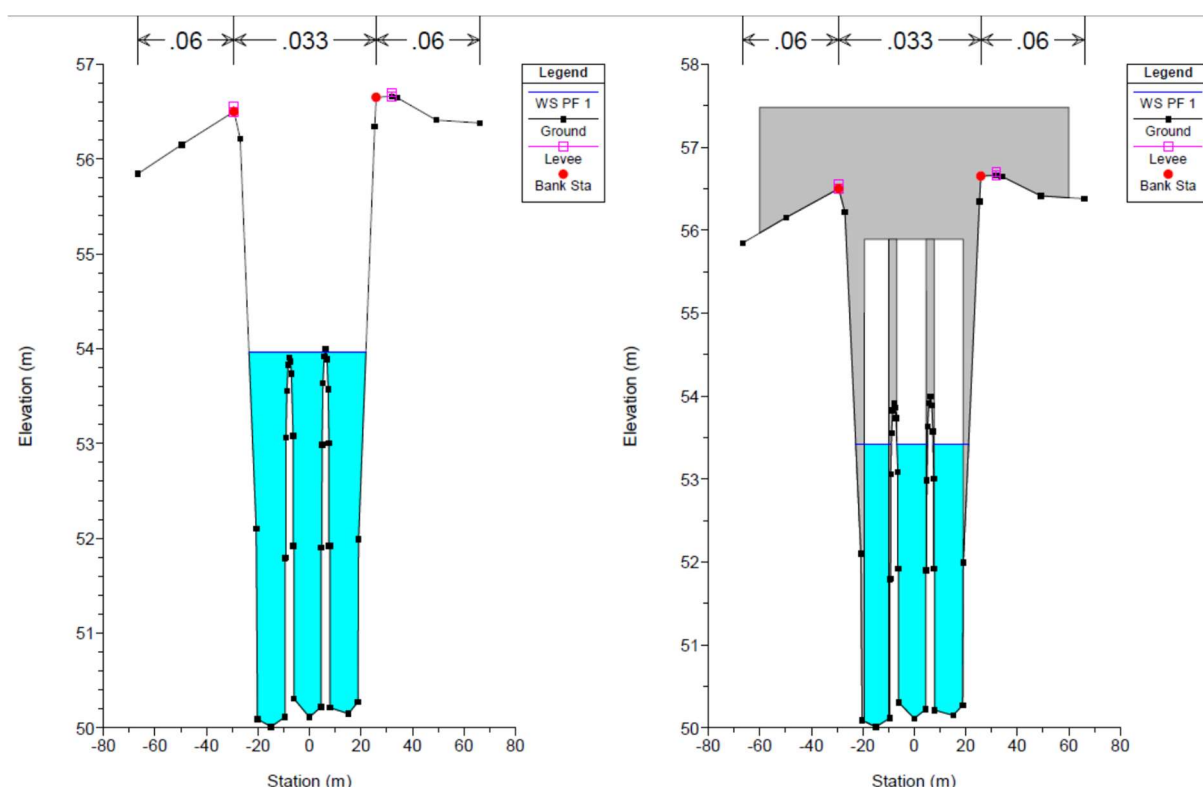 .06 .033 .06
57
56
55
54
53
52
51
50
-80 -60 -40 -20 0 20 40 60 80
Station (m)
Elevation (m)
Legend
WS PF 1
Ground
Levee
Bank Sta
.06 .033 .06
58
57
56
55
54
53
52
51
50
-80 -60 -40 -20 0 20 40 60 80
Station (m)
Elevation (m)
Legend
WS PF 1
Ground
Levee
Bank Sta